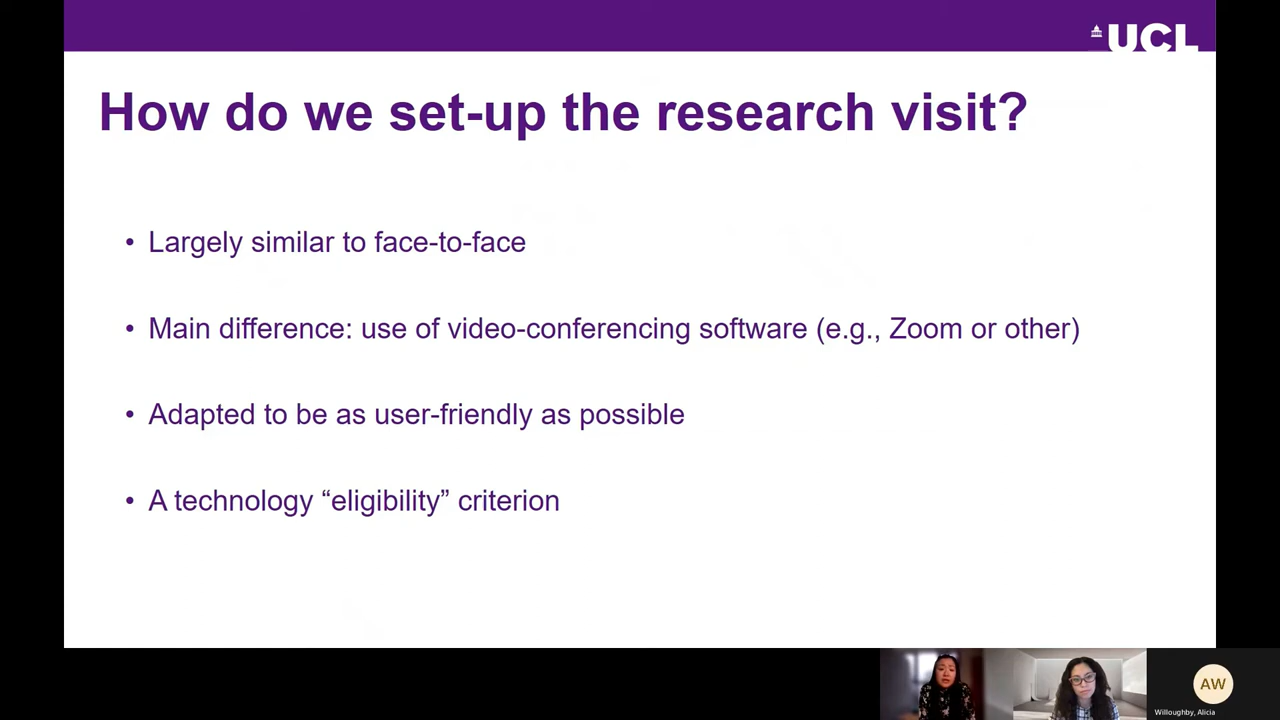 UCL
How do we set-up the research visit?
• Largely similar to face-to-face
• Main difference: use of video-conferencing software (e.g., Zoom or other)
• Adapted to be as user-friendly as possible
• A technology “eligibility” criterion
AW
Willoughby, Alicia